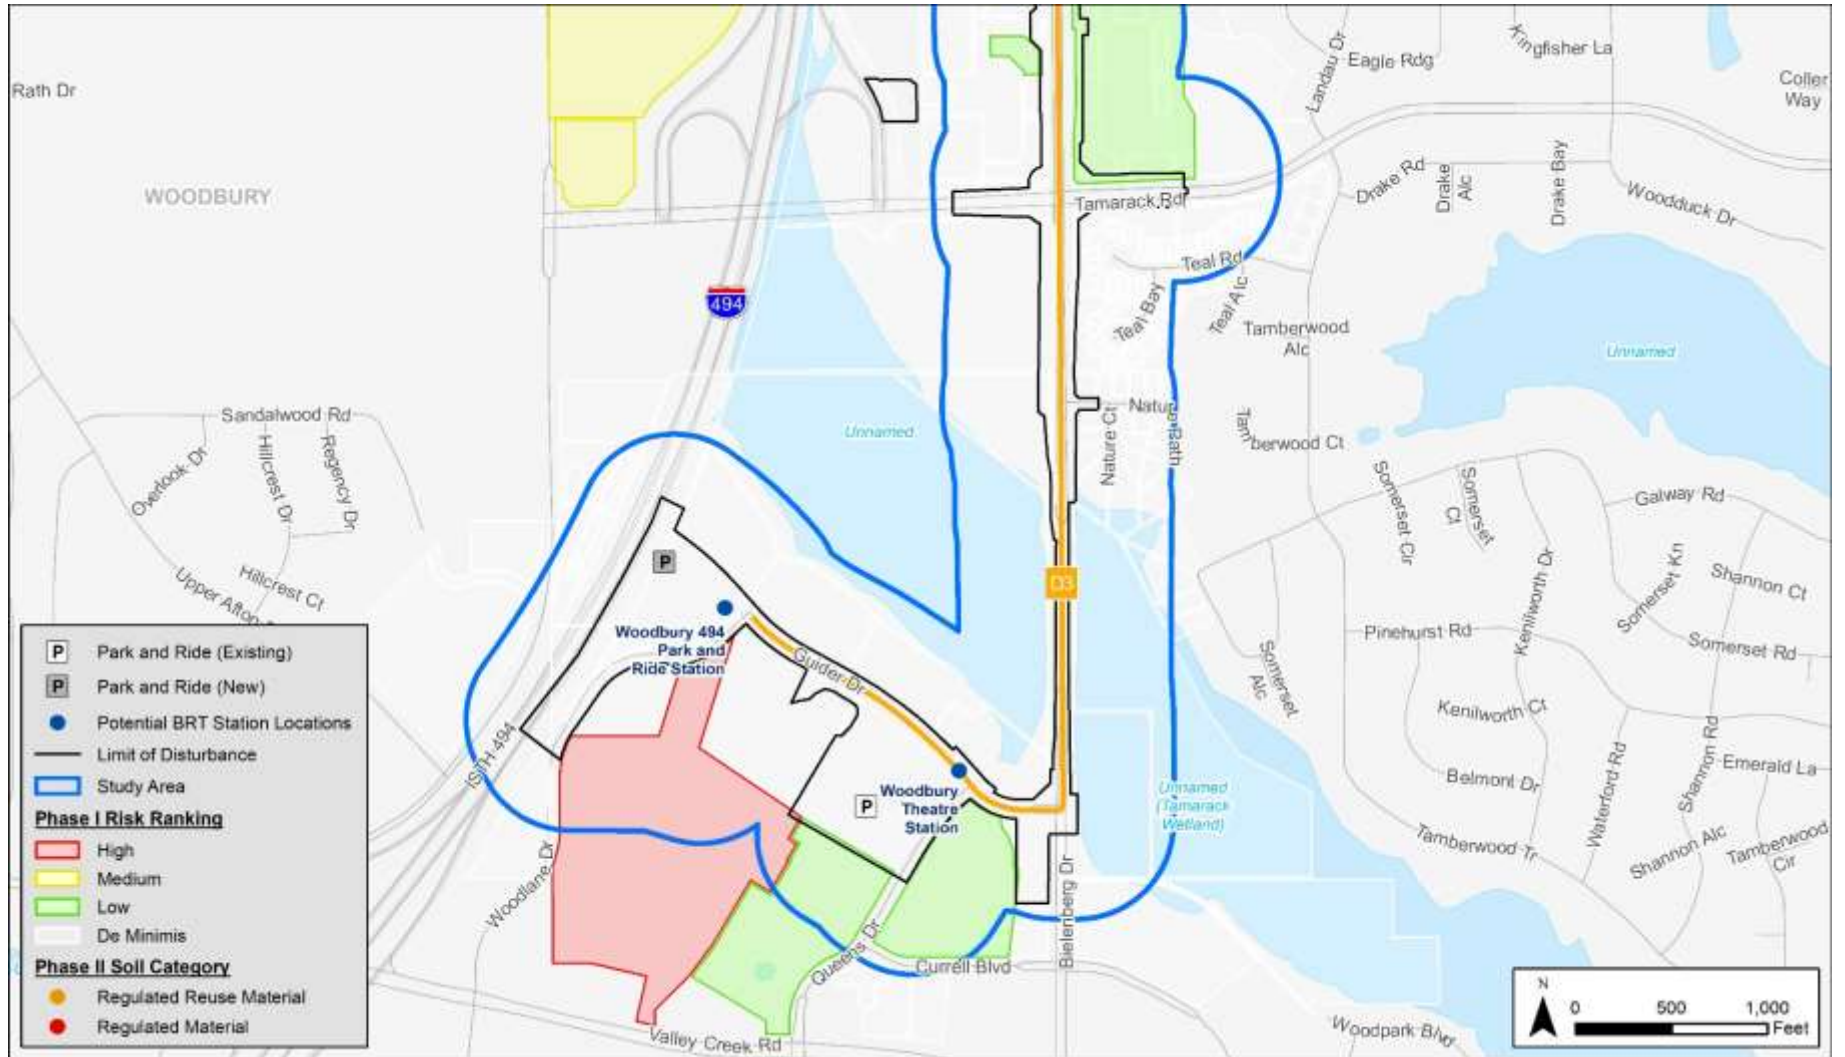 Rath Dr
WOODBURY
Landau Dr
Eagle Rdg
Kingfisher La
Coller
Way
Drake Rd
Drake
Alc
Drake Bay
Woodduck Dr
Tamarack Rd
Teal Rd
Teal Bay
Teal Alc
494
Tamberwood
Alc
Unnamed
Unnamed
Sandalwood Rd
Overlook Dr
Hillcrest Dr
Regency Dr
Nature Path
Nature Ct
Tamberwood Ct
Somerset Cir
Somerset
Ct
Galway Rd
Upper Afton
Hillcrest Ct
P
D3
Kenilworth Dr
Somerset Kn
Shannon Ct
Woodbury 494
Park and
Ride Station
Guider Dr
Pinehurst Rd
Somerset Rd
Somerset
Alc
Kenilworth Ct
Waterford Rd
Shannon Rd
Emerald La
Belmont Dr
ISTH 494
P
Woodbury
Theatre
Station
Unnamed
(Tamarack
Wetland)
Tamberwood Tr
Shannon Alc
Tamberwood
Cir
Woodlane Dr
Queens Dr
Currell Blvd
Bielenberg Dr
Valley Creek Rd
Woodpark Blvd
P Park and Ride (Existing)
P Park and Ride (New)
Potential BRT Station Locations
Limit of Disturbance
Study Area
Phase I Risk Ranking
High
Medium
Low
De Minimis
Phase II Soil Category
Regulated Reuse Material
Regulated Material
N
0 500 1,000
Feet